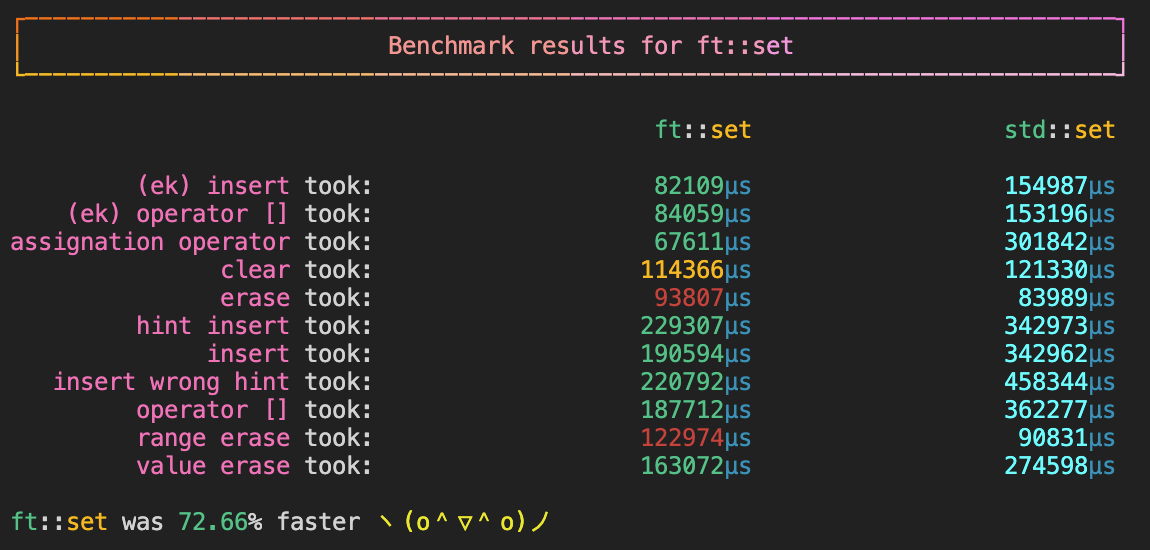 Benchmark results for ft::set
ft::set std::set
(ek) insert took: 82109µs 154987µs
(ek) operator [] took: 84059µs 153196µs
assignation operator took: 67611µs 301842µs
clear took: 114366µs 121330µs
erase took: 93807µs 83989µs
hint insert took: 229307µs 342973µs
insert took: 190594µs 342962µs
insert wrong hint took: 220792µs 458344µs
operator [] took: 187712µs 362277µs
range erase took: 122974µs 90831µs
value erase took: 163072µs 274598µs
ft::set was 72.66% faster ヽ(o＾▽＾o)ノ